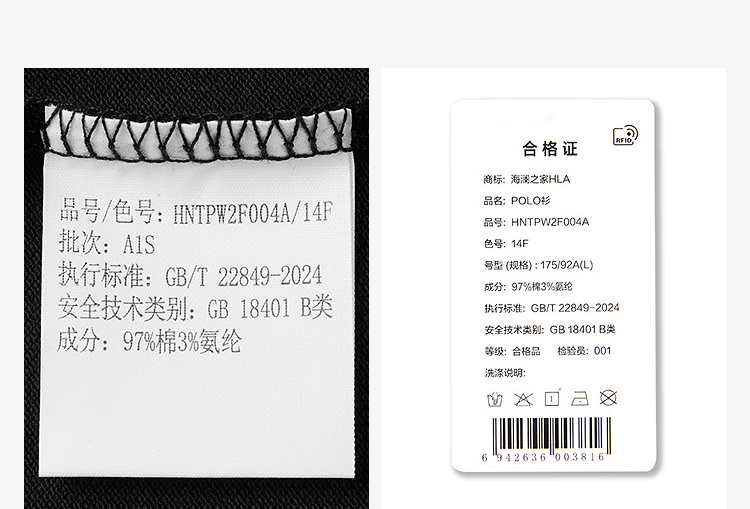 品号/色号: HNTPW2F004A/14F
批次: A1S
执行标准: GB/T 22849-2024
安全技术类别: GB 18401 B类
成分: 97%棉3%氨纶
RFID
合格证
商标: 海澜之家HLA
品名: POLO衫
品号: HNTPW2F004A
色号: 14F
号型 (规格) : 175/92A(L)
成分: 97%棉3%氨纶
执行标准: GB/T 22849-2024
安全技术类别: GB 18401 B类
等级: 合格品 检验员: 001
洗涤说明:
6 942636 003816